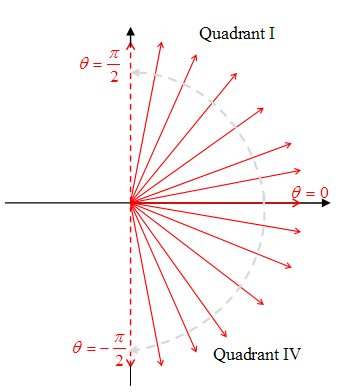 Quadrant I
θ = π/2
θ = 0
θ = -π/2
Quadrant IV